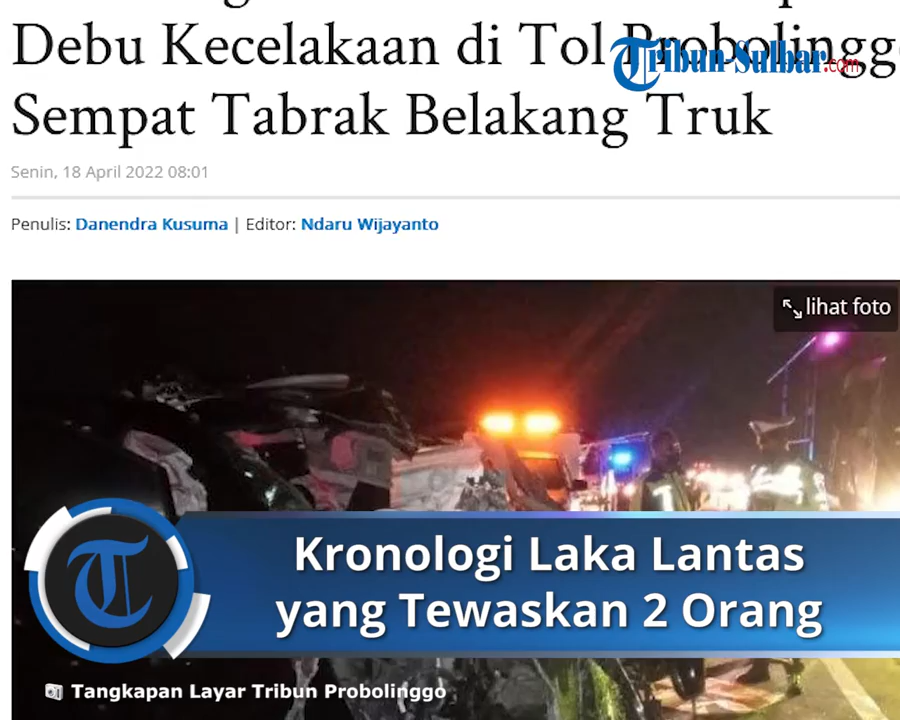 Debu Kecelakaan di Tol Probolinggo
Tribun Sulbar.com
Sempat Tabrak Belakang Truk
Senin, 18 April 2022 08:01
Penulis: Danendra Kusuma | Editor: Ndaru Wijayanto
lihat foto
Kronologi Laka Lantas
yang Tewaskan 2 Orang
Tangkapan Layar Tribun Probolinggo